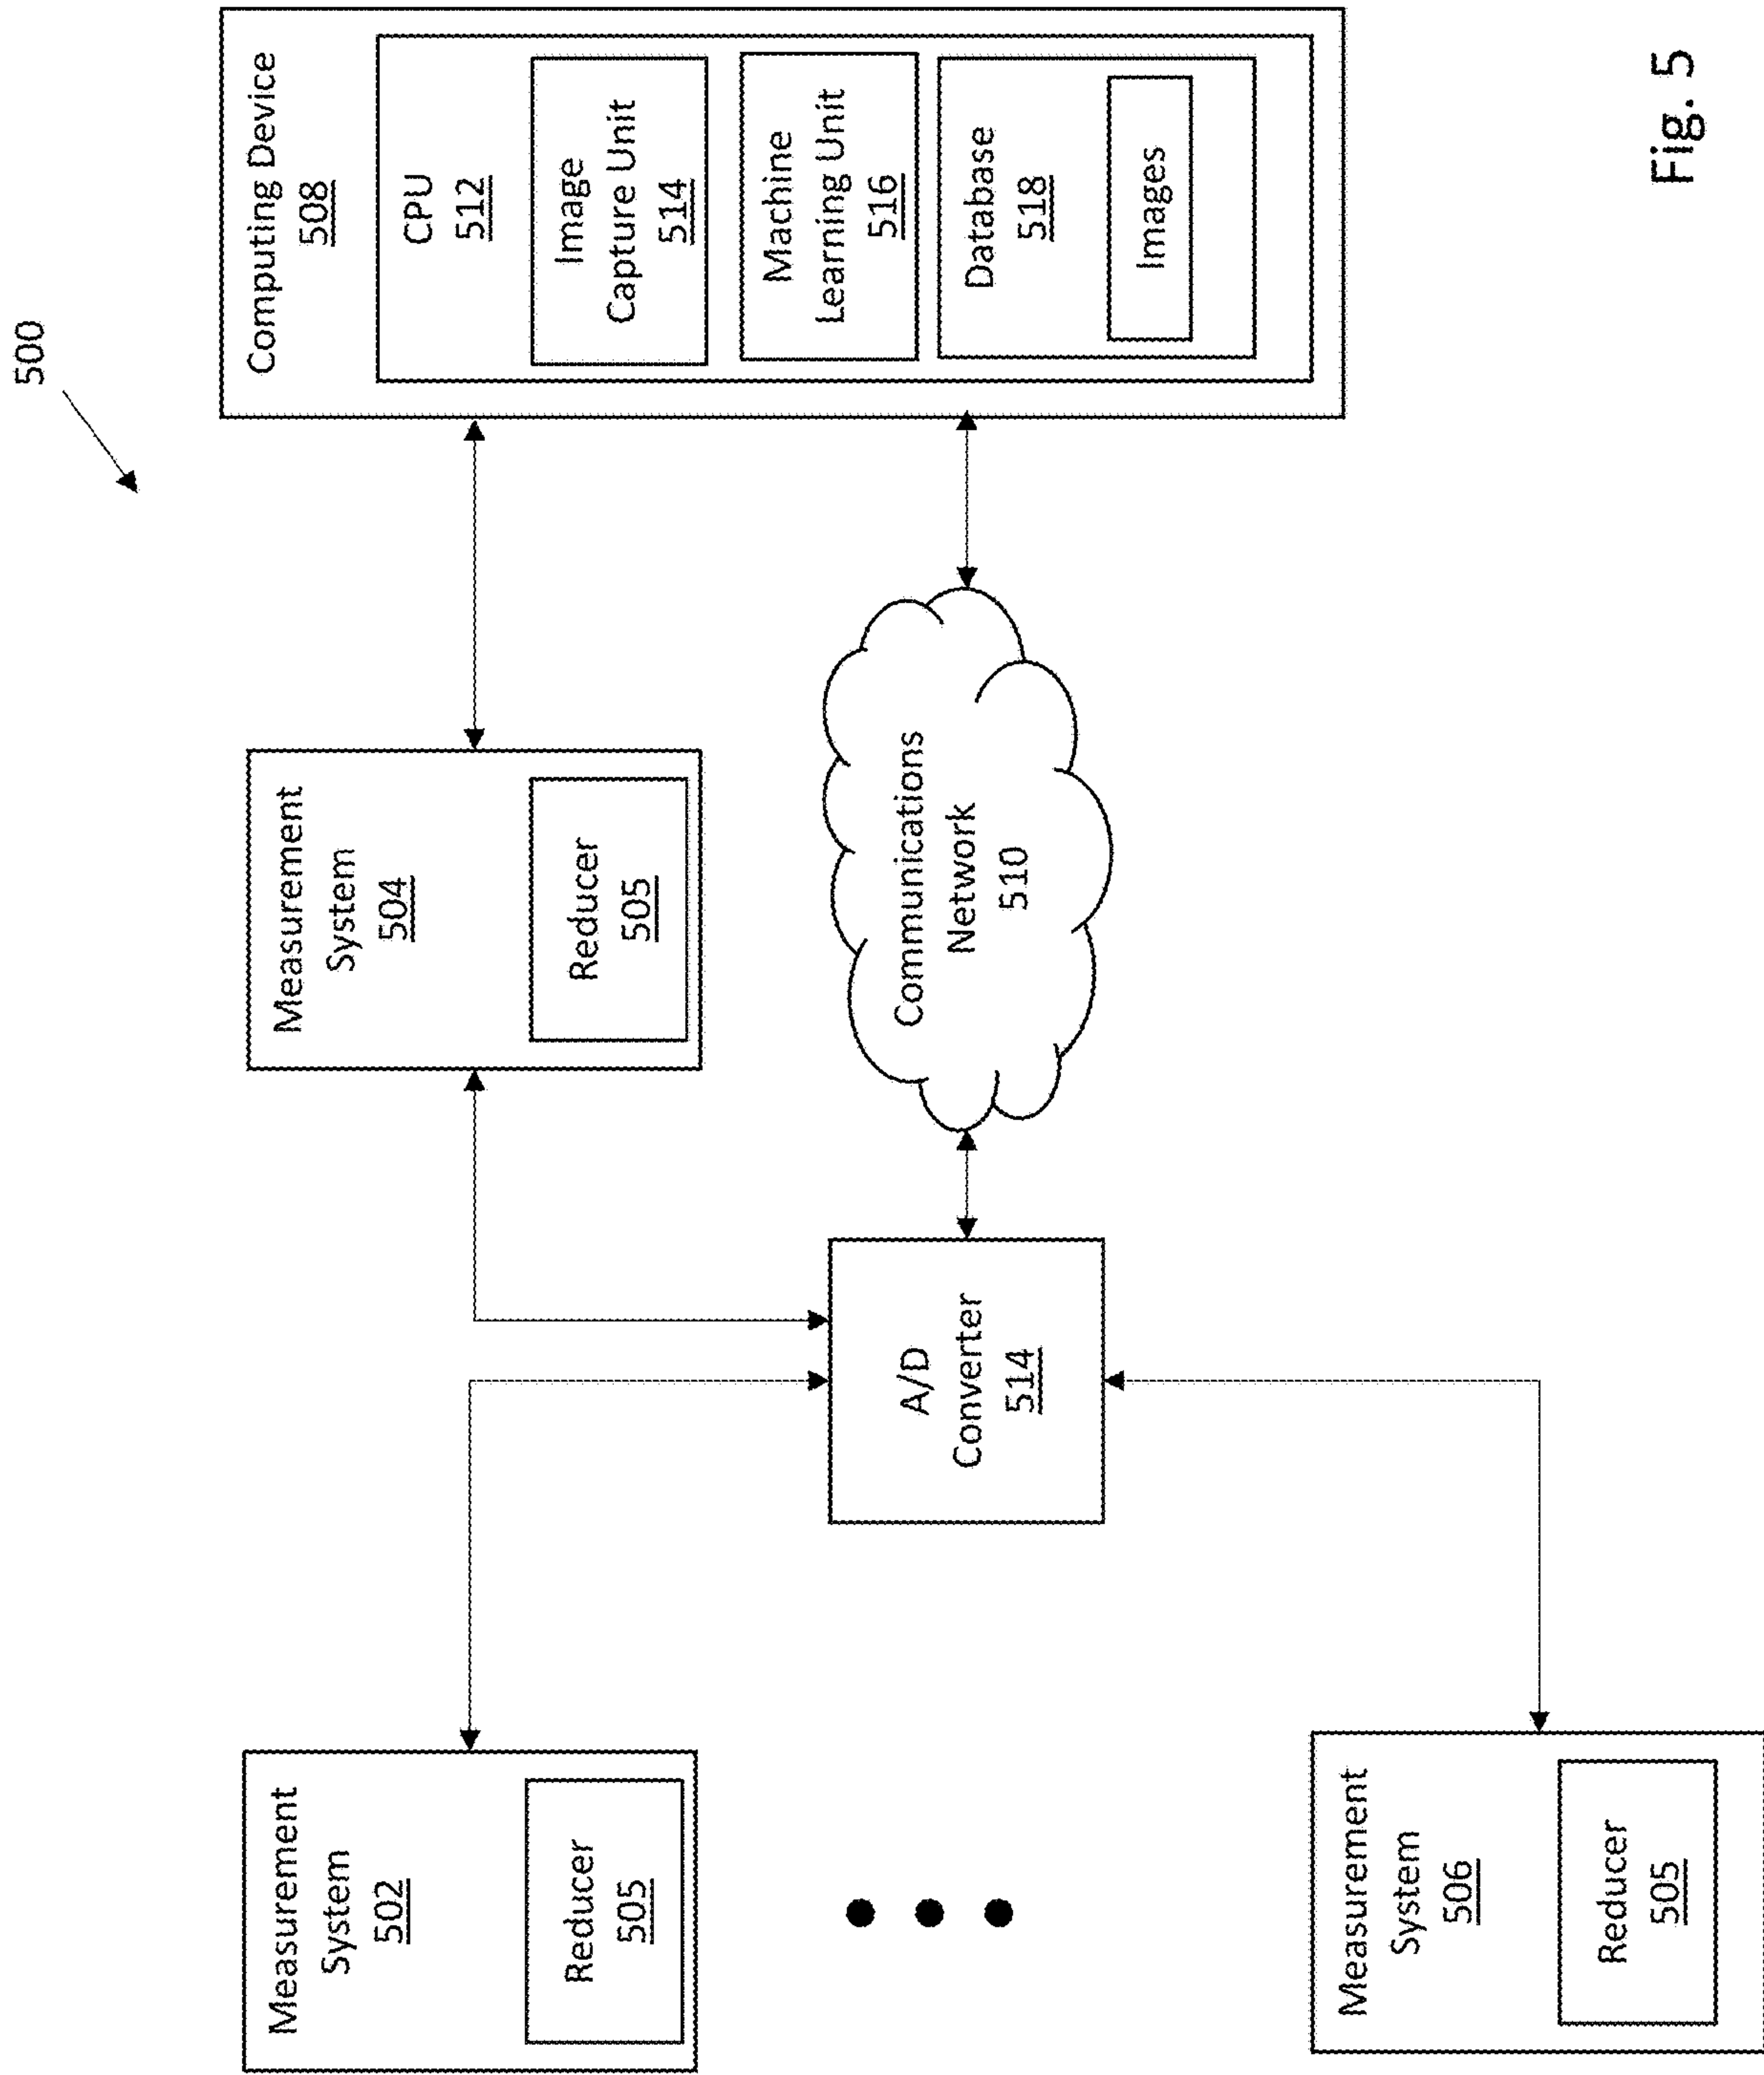 500
Measurement
System
502
Reducer
505
Measurement
System
504
Reducer
505
Computing Device
508
CPU
512
Image
Capture Unit
514
Machine
Learning Unit
516
Database
518
Images
A/D
Converter
514
Communications
Network
510
Measurement
System
506
Reducer
505
Fig. 5